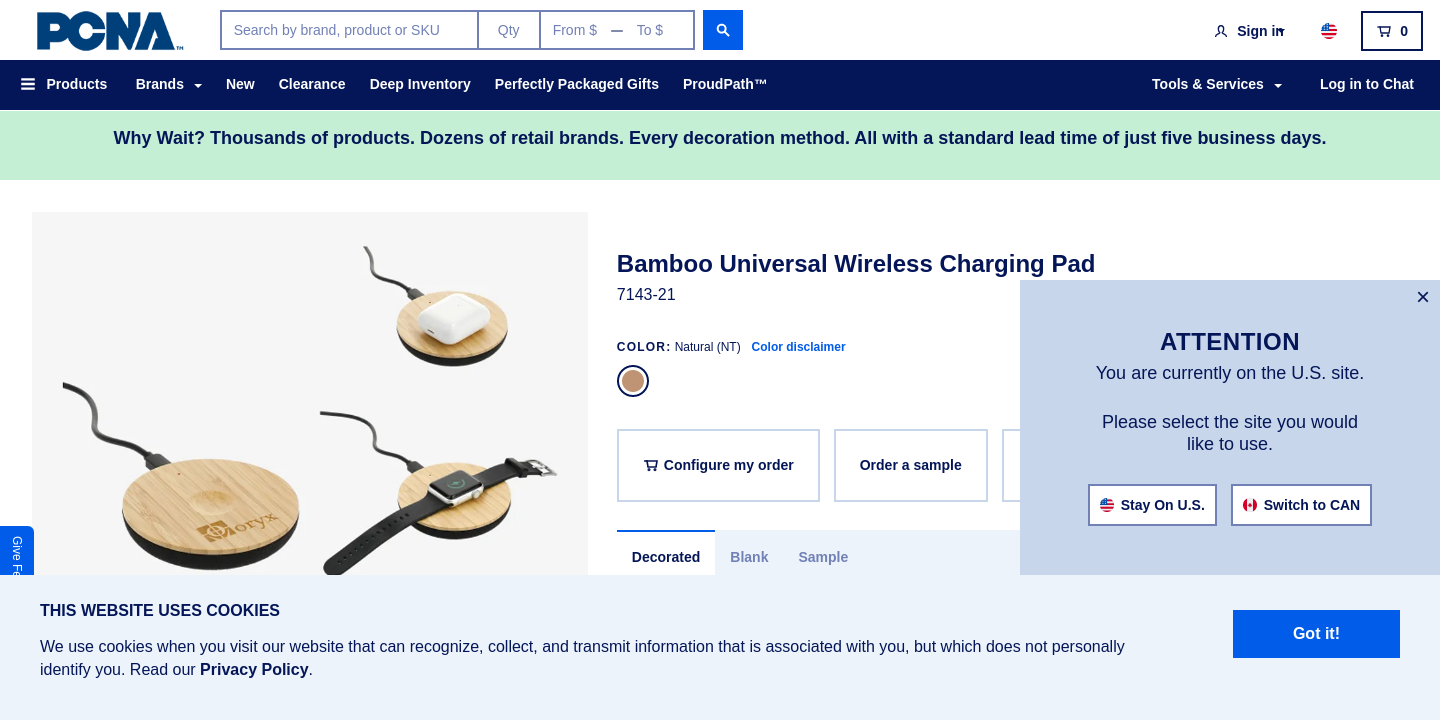 PCNA™
Search by brand, product or SKU
Qty
From $ — To $
Sign in
0
Products
Brands
New
Clearance
Deep Inventory
Perfectly Packaged Gifts
ProudPath™
Tools & Services
Log in to Chat
Why Wait? Thousands of products. Dozens of retail brands. Every decoration method. All with a standard lead time of just five business days.
oryx
Bamboo Universal Wireless Charging Pad
7143-21
COLOR: Natural (NT) Color disclaimer
Configure my order
Order a sample
Decorated
Blank
Sample
×
ATTENTION
You are currently on the U.S. site.
Please select the site you would
like to use.
Stay On U.S.
Switch to CAN
Give
THIS WEBSITE USES COOKIES
We use cookies when you visit our website that can recognize, collect, and transmit information that is associated with you, but which does not personally
identify you. Read our Privacy Policy.
Got it!